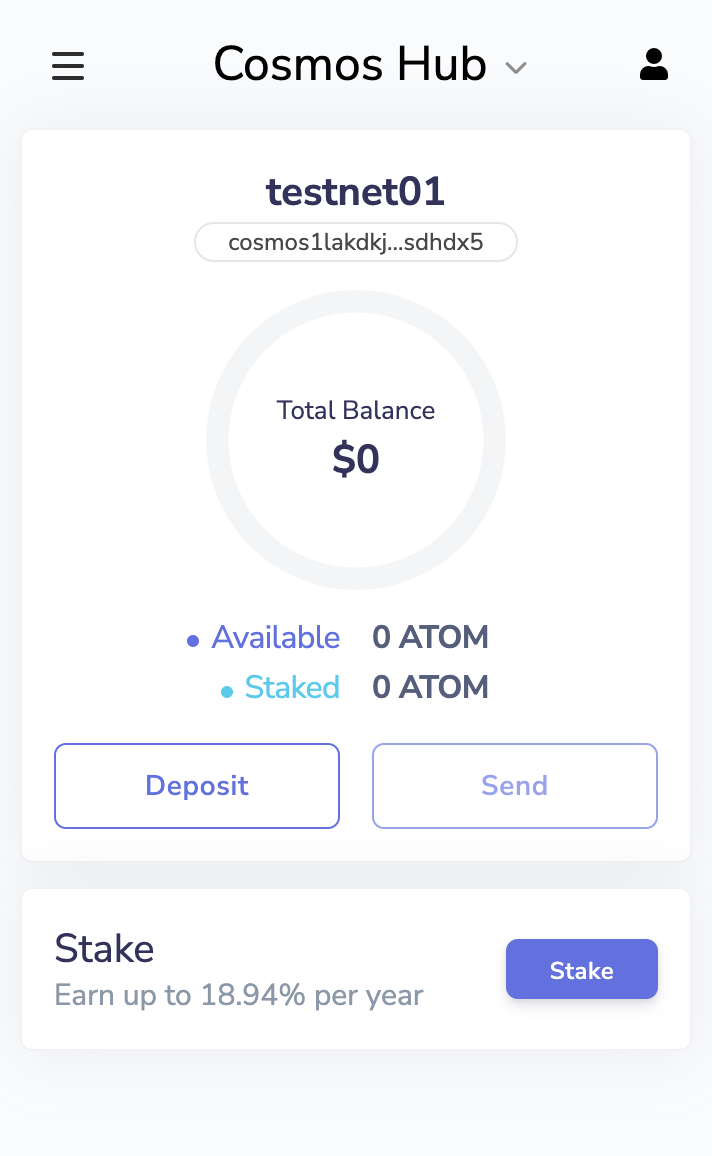 Cosmos Hub
testnet01
cosmos1lakdkj...sdhdx5
Total Balance
$0
Available 0 ATOM
Staked 0 ATOM
Deposit Send
Stake
Earn up to 18.94% per year
Stake